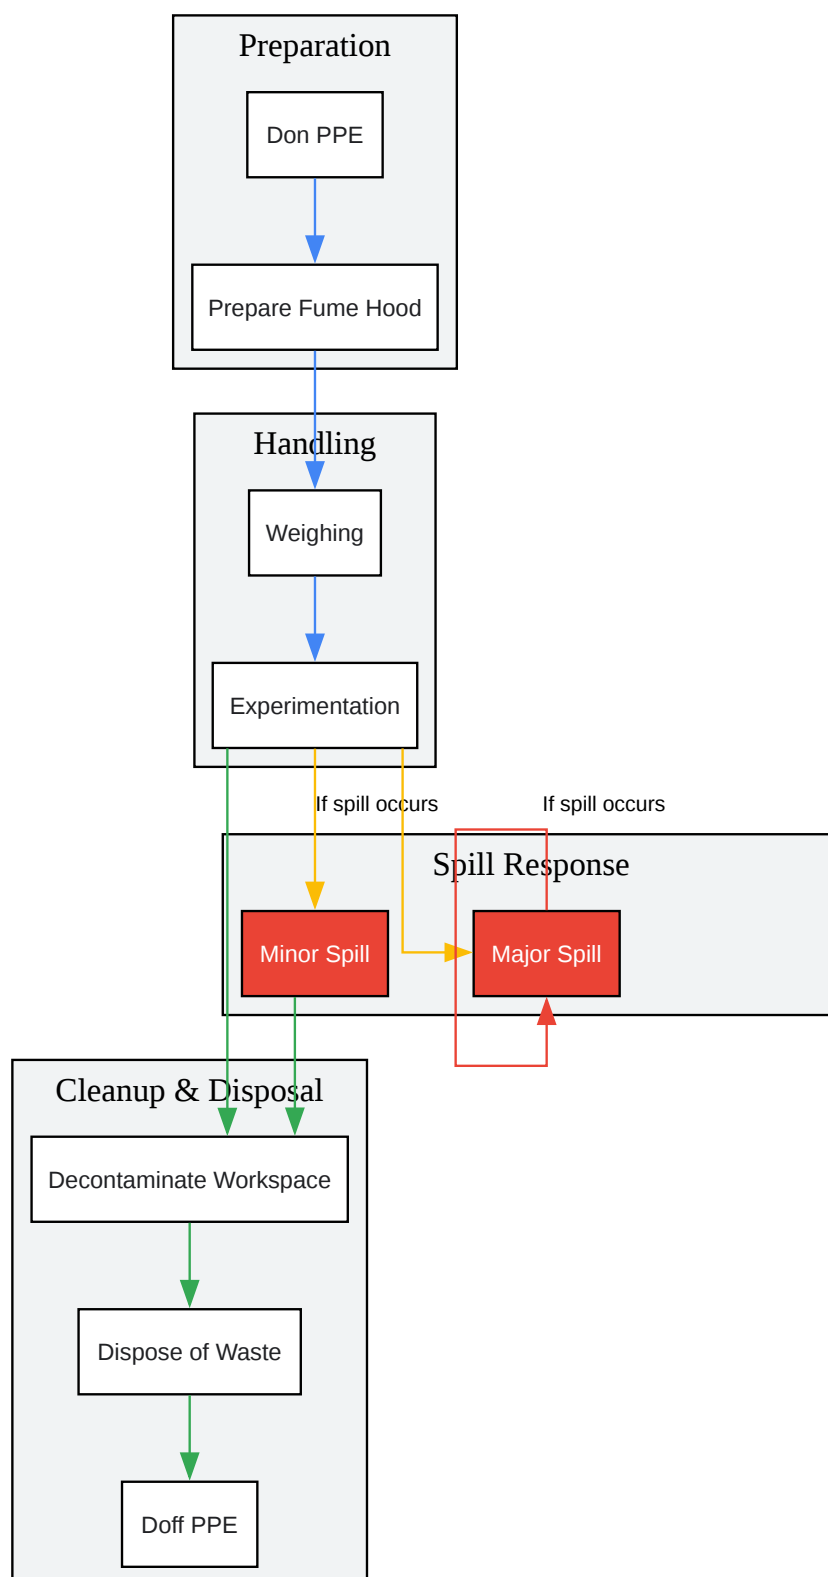 Preparation
Don PPE
Prepare Fume Hood
Handling
Weighing
Experimentation
If spill occurs
If spill occurs
Spill Response
Minor Spill
Major Spill
Cleanup & Disposal
Decontaminate Workspace
Dispose of Waste
Doff PPE